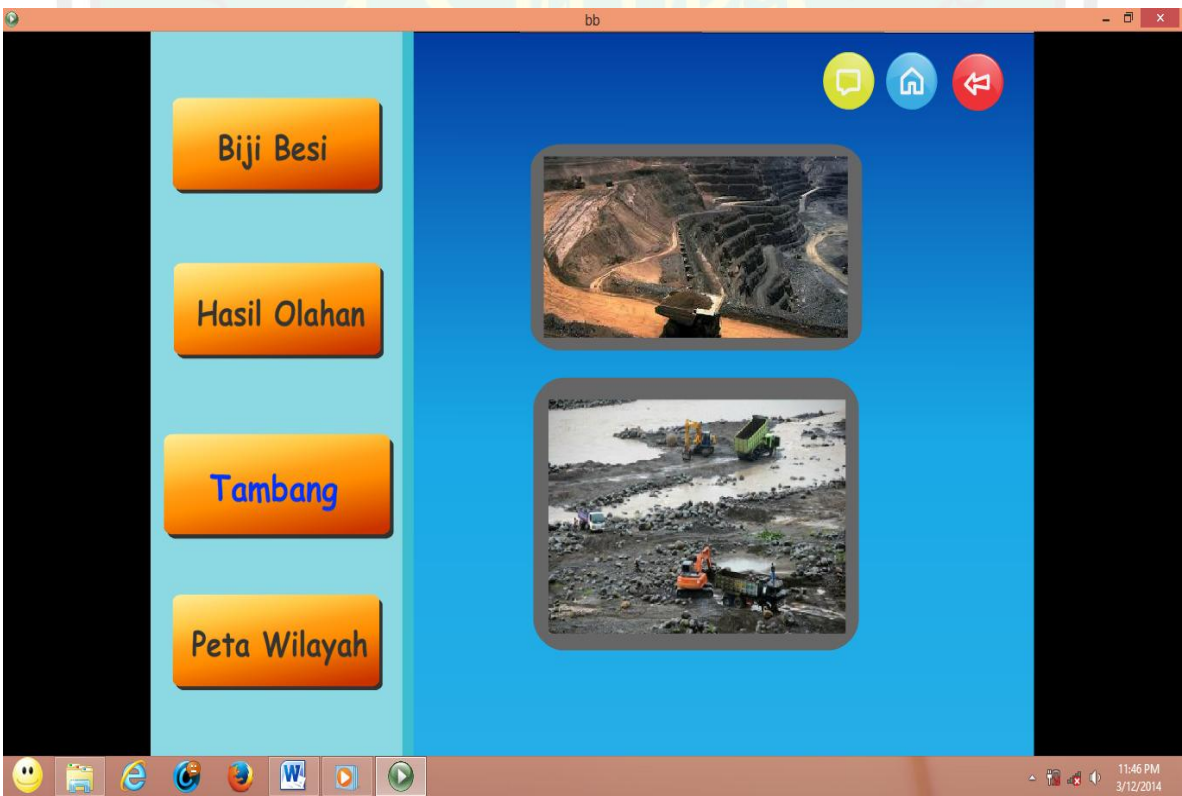 bb
Biji Besi
Hasil Olahan
Tambang
Peta Wilayah
11:46 PM
3/12/2014